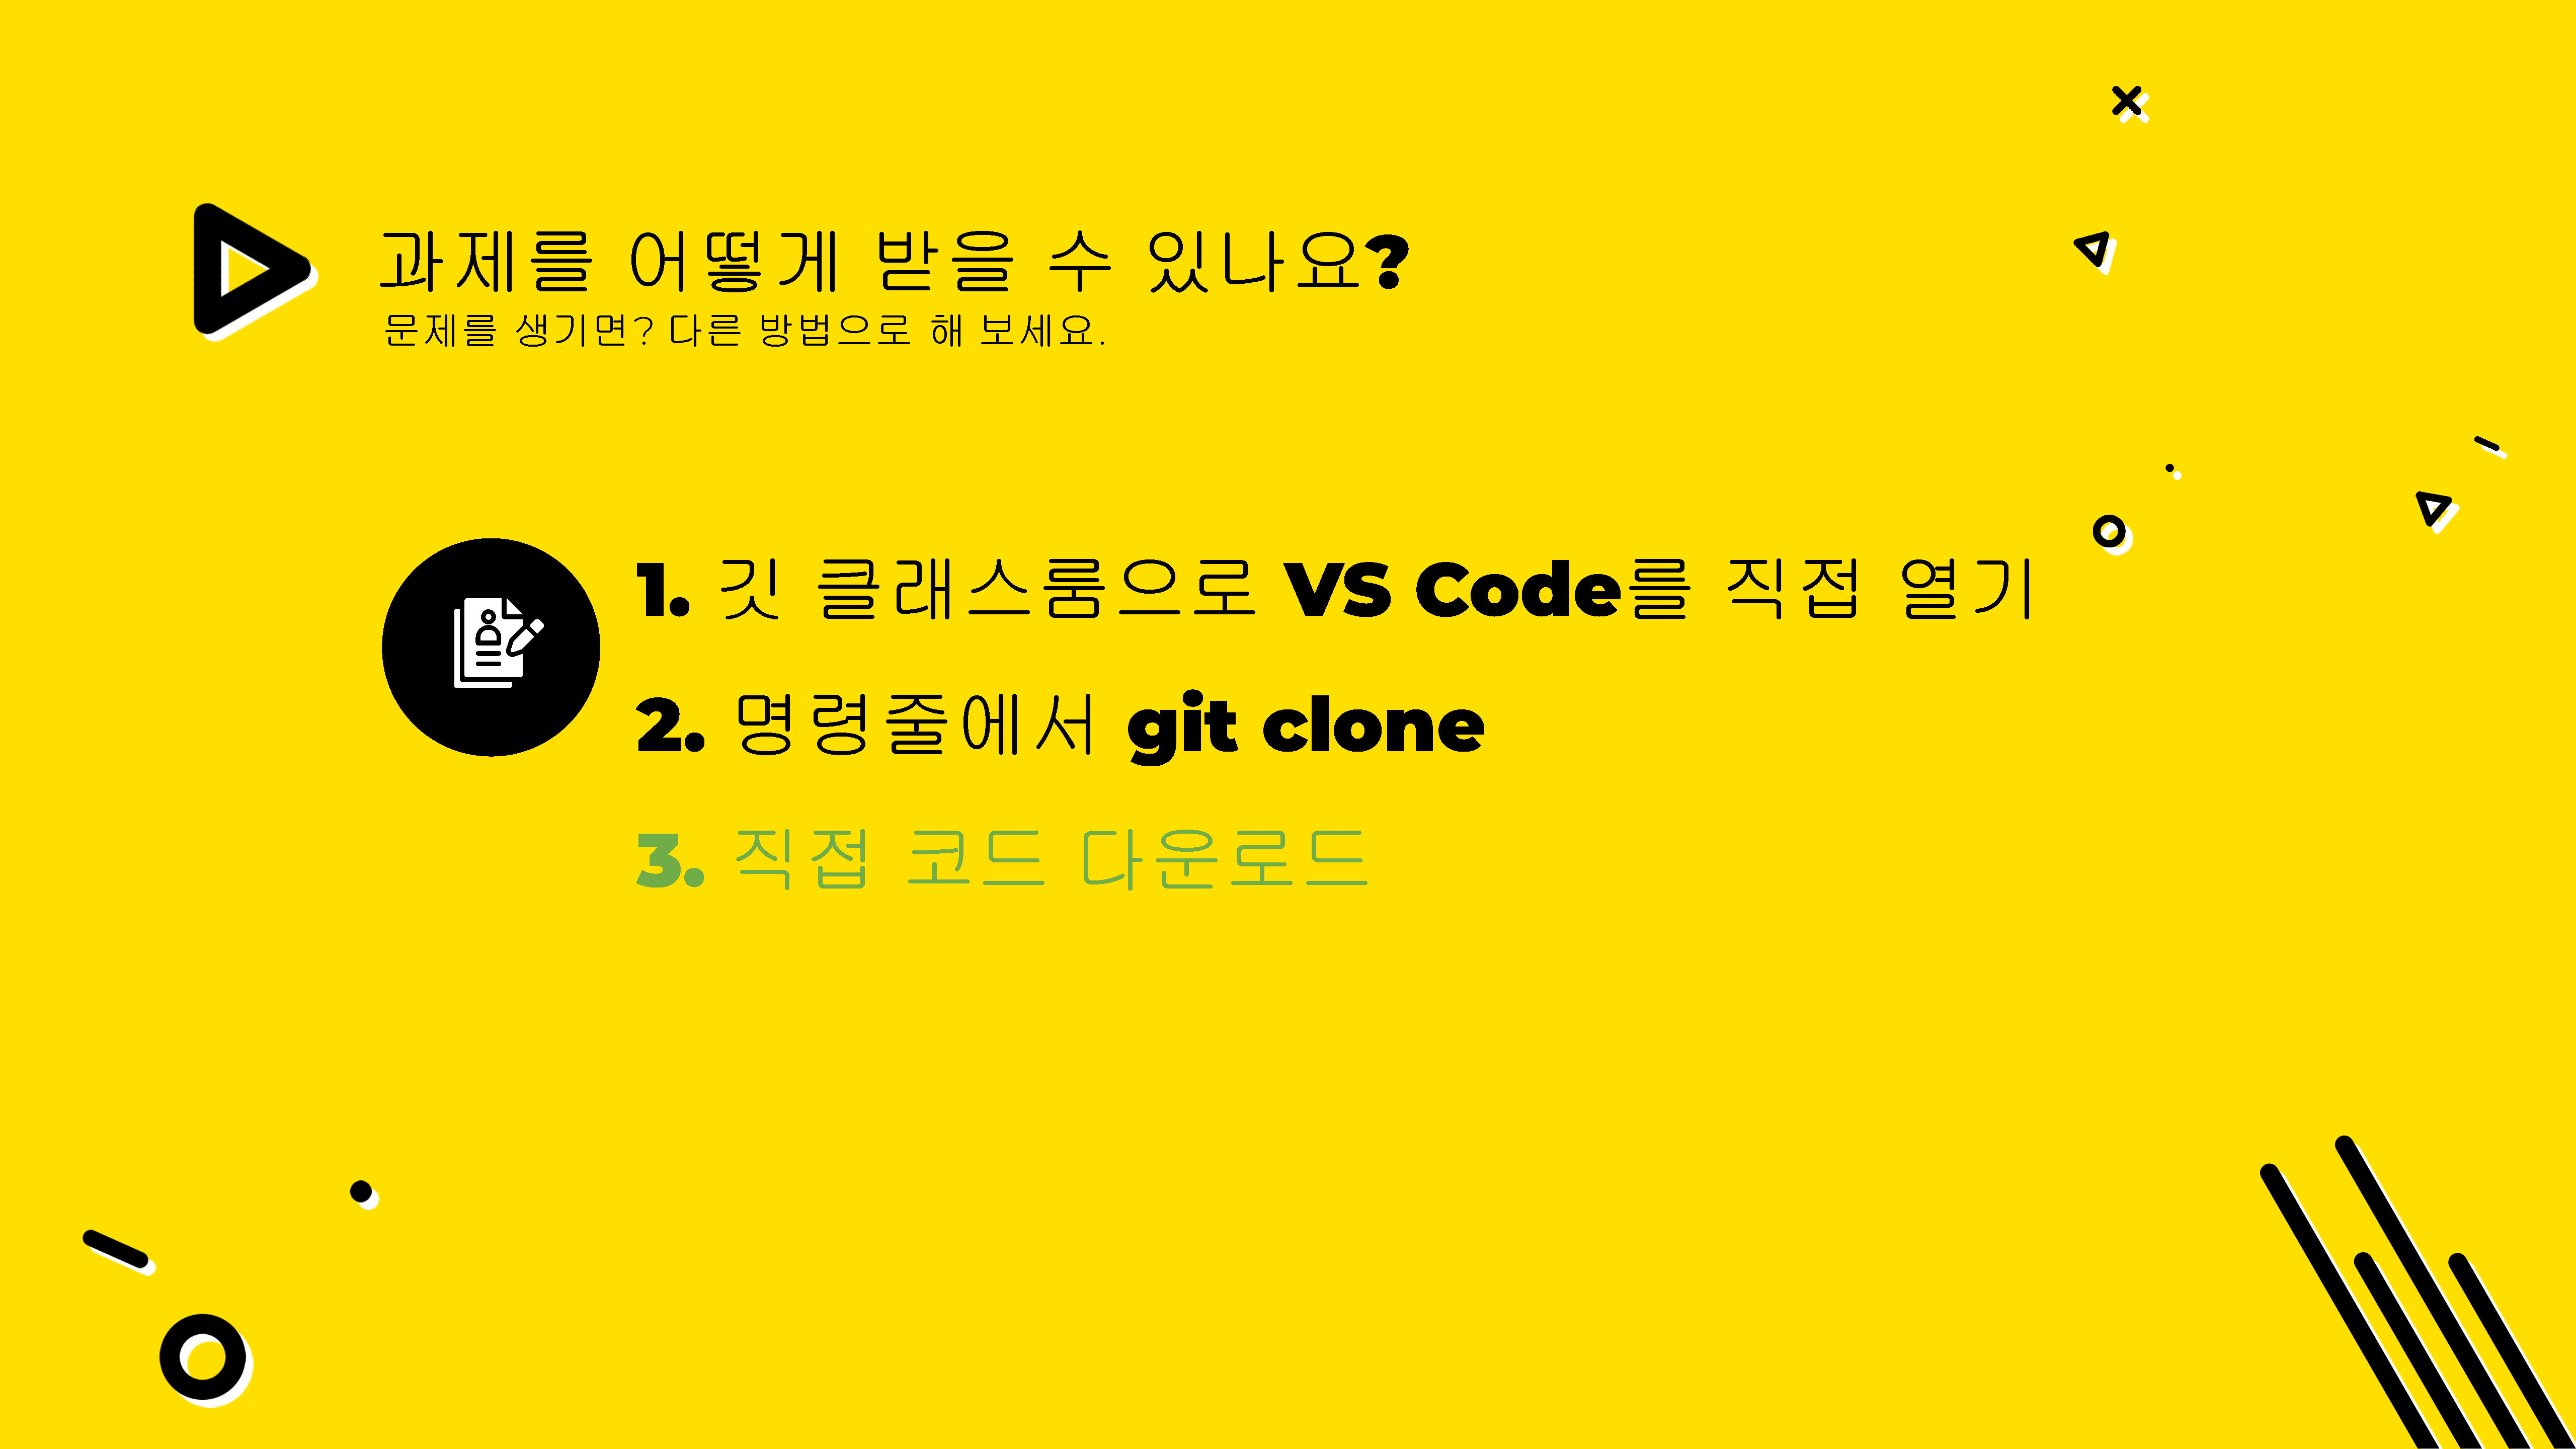 과제를 어떻게 받을 수 있나요?
문제를 생기면? 다른 방법으로 해 보세요.
1. 깃 클래스룸으로 VS Code를 직접 열기
2. 명령줄에서 git clone
3. 직접 코드 다운로드